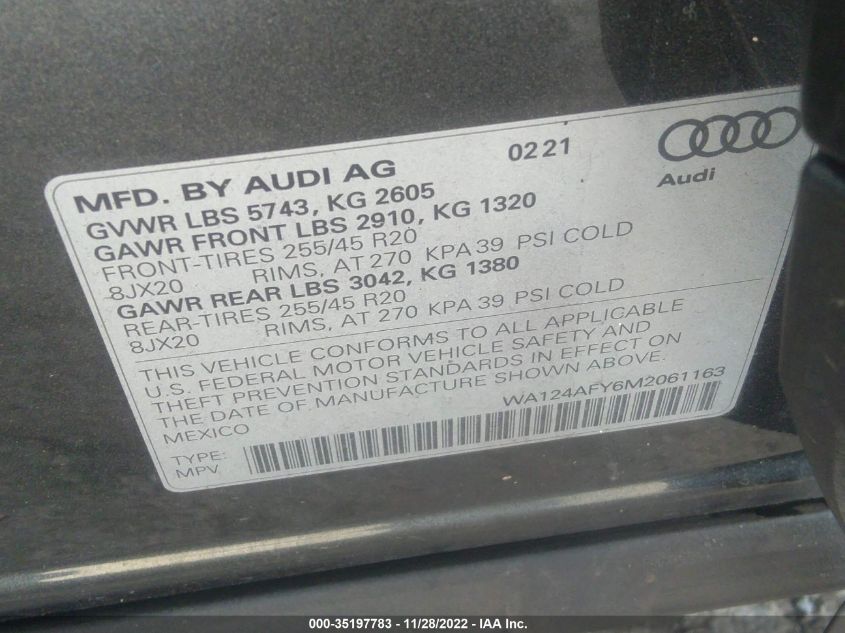 MFD. BY AUDI AG 0221
Audi
GVWR LBS 5743, KG 2605
GAWR FRONT LBS 2910, KG 1320
FRONT-TIRES 255/45 R20
8JX20 RIMS, AT 270 KPA 39 PSI COLD
GAWR REAR LBS 3042, KG 1380
REAR-TIRES 255/45 R20
8JX20 RIMS, AT 270 KPA 39 PSI COLD
THIS VEHICLE CONFORMS TO ALL APPLICABLE
U.S. FEDERAL MOTOR VEHICLE SAFETY AND
THEFT PREVENTION STANDARDS IN EFFECT ON
THE DATE OF MANUFACTURE SHOWN ABOVE.
MEXICO WA124AFY6M2061163
TYPE:
MPV
000-35197783 - 11/28/2022 - IAA Inc.